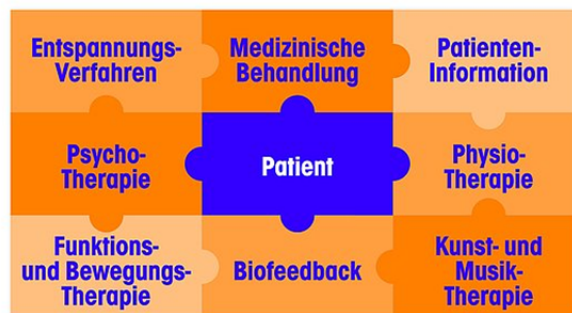 Entspannungs-
Verfahren
Medizinische
Behandlung
Patienten-
Information
Psycho-
Therapie
Patient
Physio-
Therapie
Funktions-
und Bewegungs-
Therapie
Biofeedback
Kunst- und
Musik-
Therapie